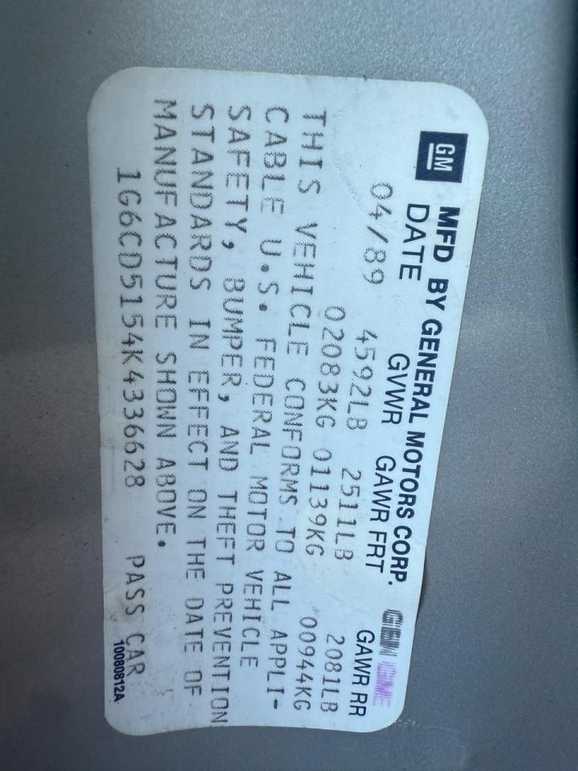 GM MFD BY GENERAL MOTORS CORP.
DATE GVWR GAWR FRT GAWR RR
04/89 4592LB 2511LB 2081LB
02083KG 01139KG 00944KG
THIS VEHICLE CONFORMS TO ALL APPLI-
CABLE U.S. FEDERAL MOTOR VEHICLE
SAFETY, BUMPER, AND THEFT PREVENTION
STANDARDS IN EFFECT ON THE DATE OF
MANUFACTURE SHOWN ABOVE.
1G6CD5154K4336628 PASS CAR
10080812A